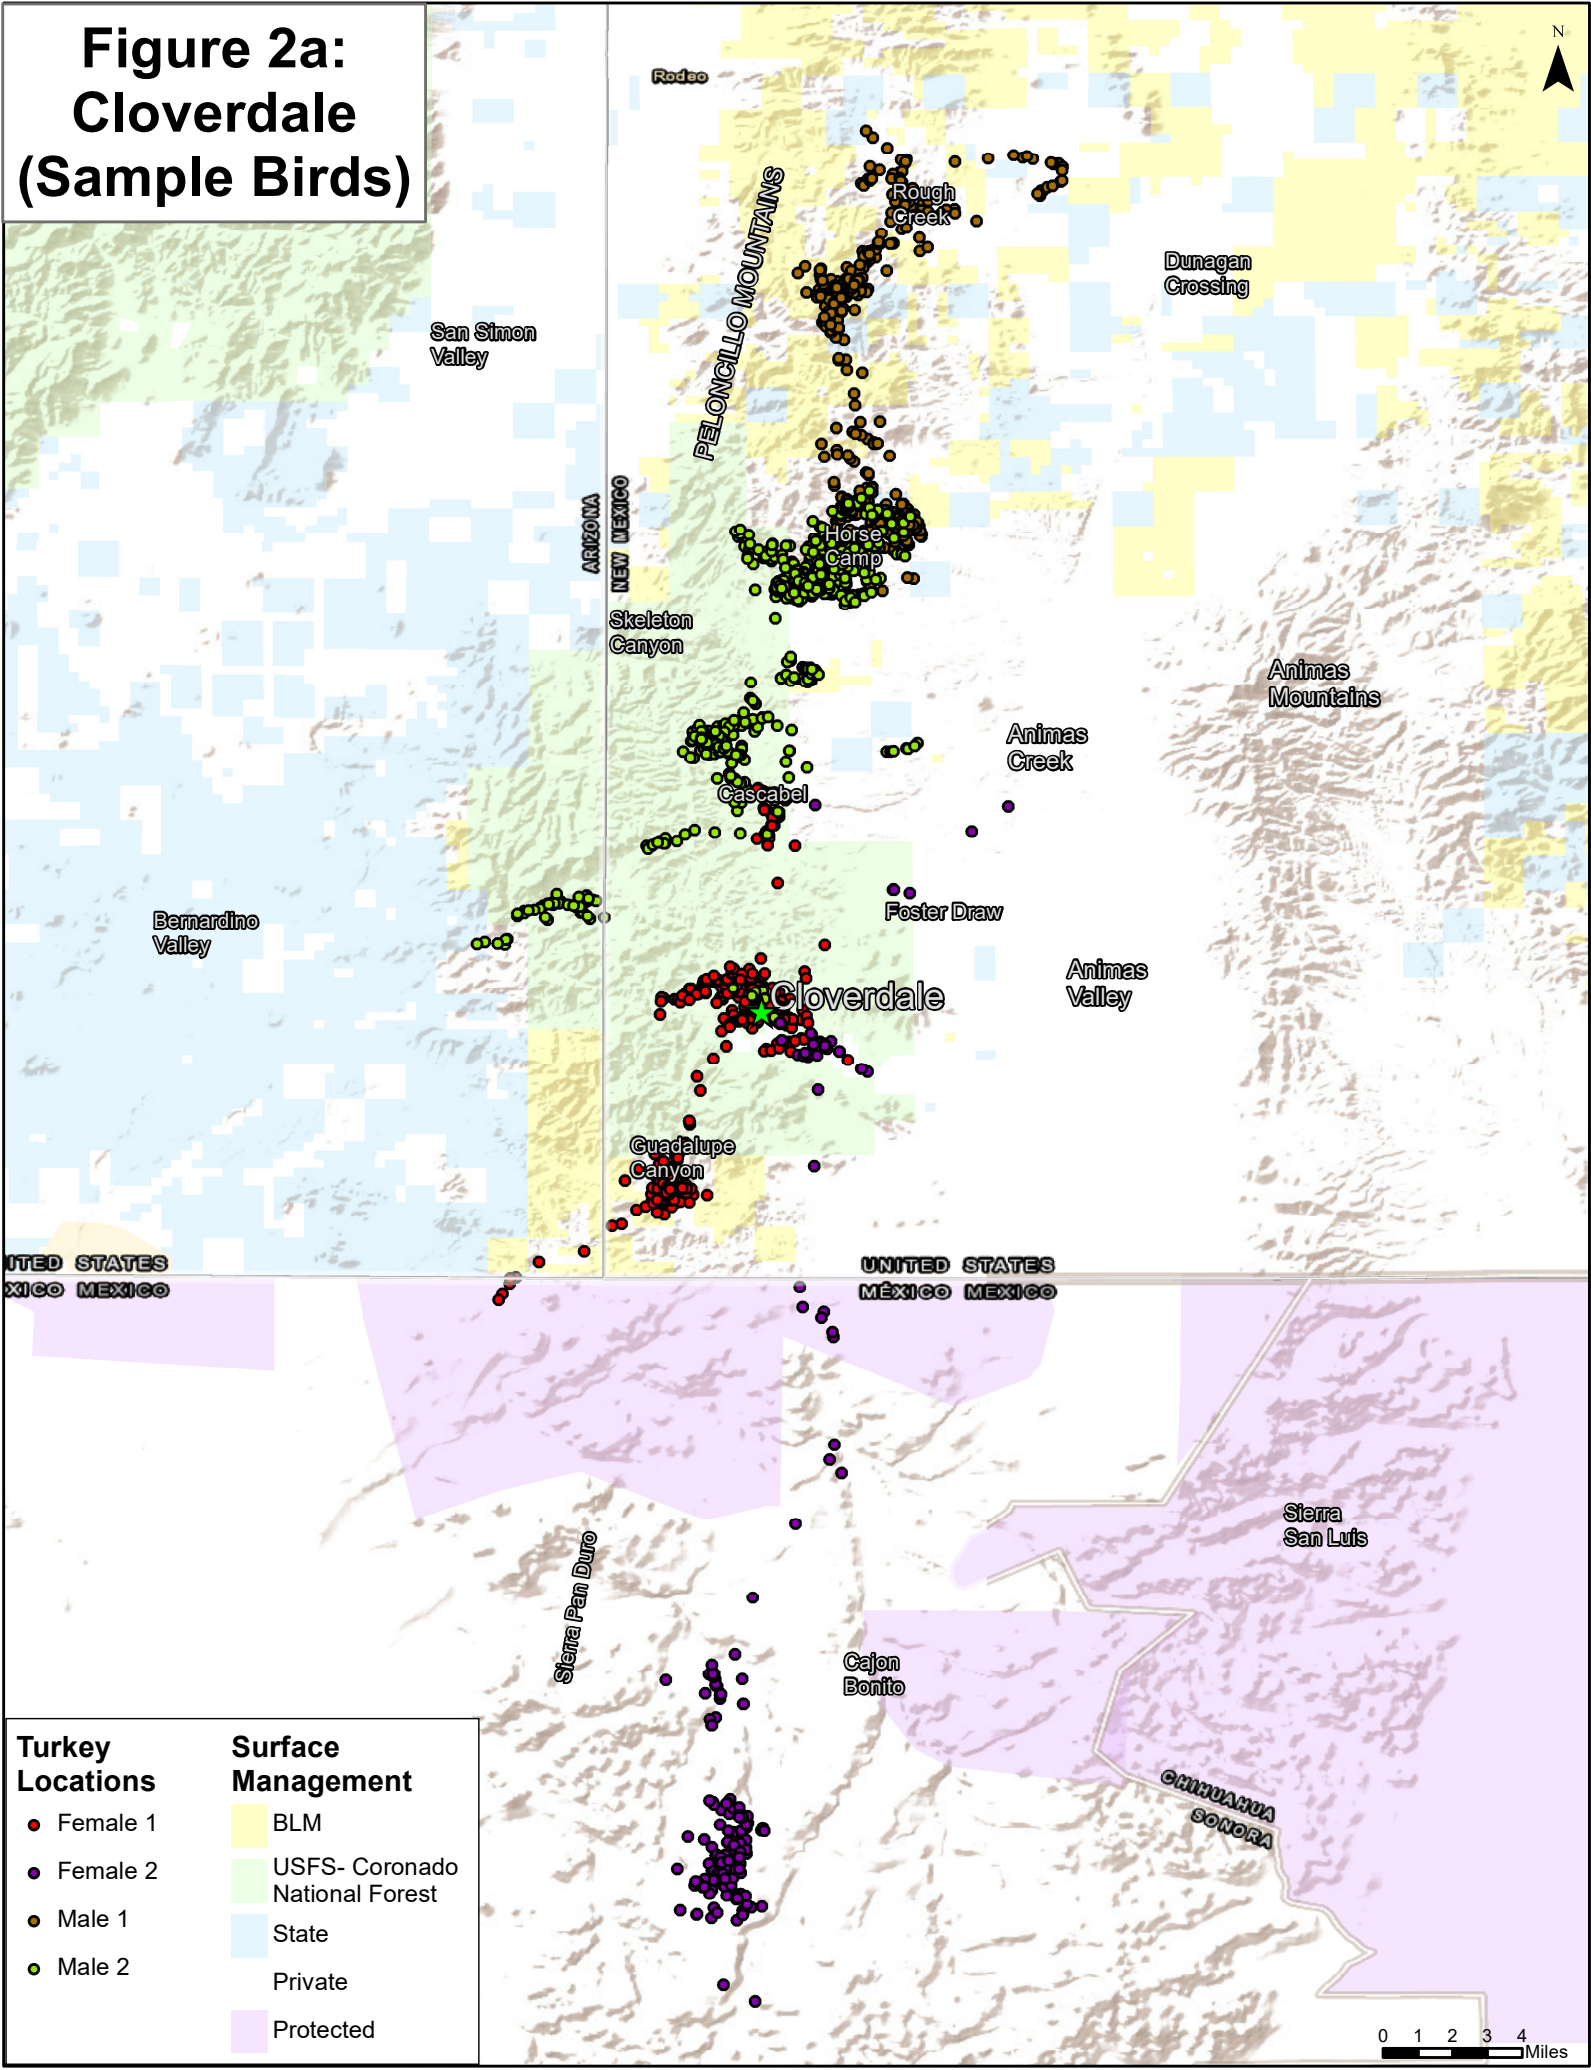 Figure 2a:
Cloverdale
(Sample Birds)
N
Rodeo
PELONCILLO MOUNTAINS
Rough
Creek
Dunagan
Crossing
San Simon
Valley
ARIZONA
NEW MEXICO
Horse
Camp
Skeleton
Canyon
Animas
Mountains
Animas
Creek
Cascabel
Foster Draw
Bernardino
Valley
Animas
Valley
Cloverdale
Guadalupe
Canyon
ITED STATES
XICO MEXICO
UNITED STATES
MÉXICO MEXICO
Sierra
San Luis
Sierra Pan Duro
Cajon
Bonito
CHIHUAHUA
SONORA
Turkey
Locations
Female 1
Female 2
Male 1
Male 2
Surface
Management
BLM
USFS- Coronado
National Forest
State
Private
Protected
0 1 2 3 4
Miles